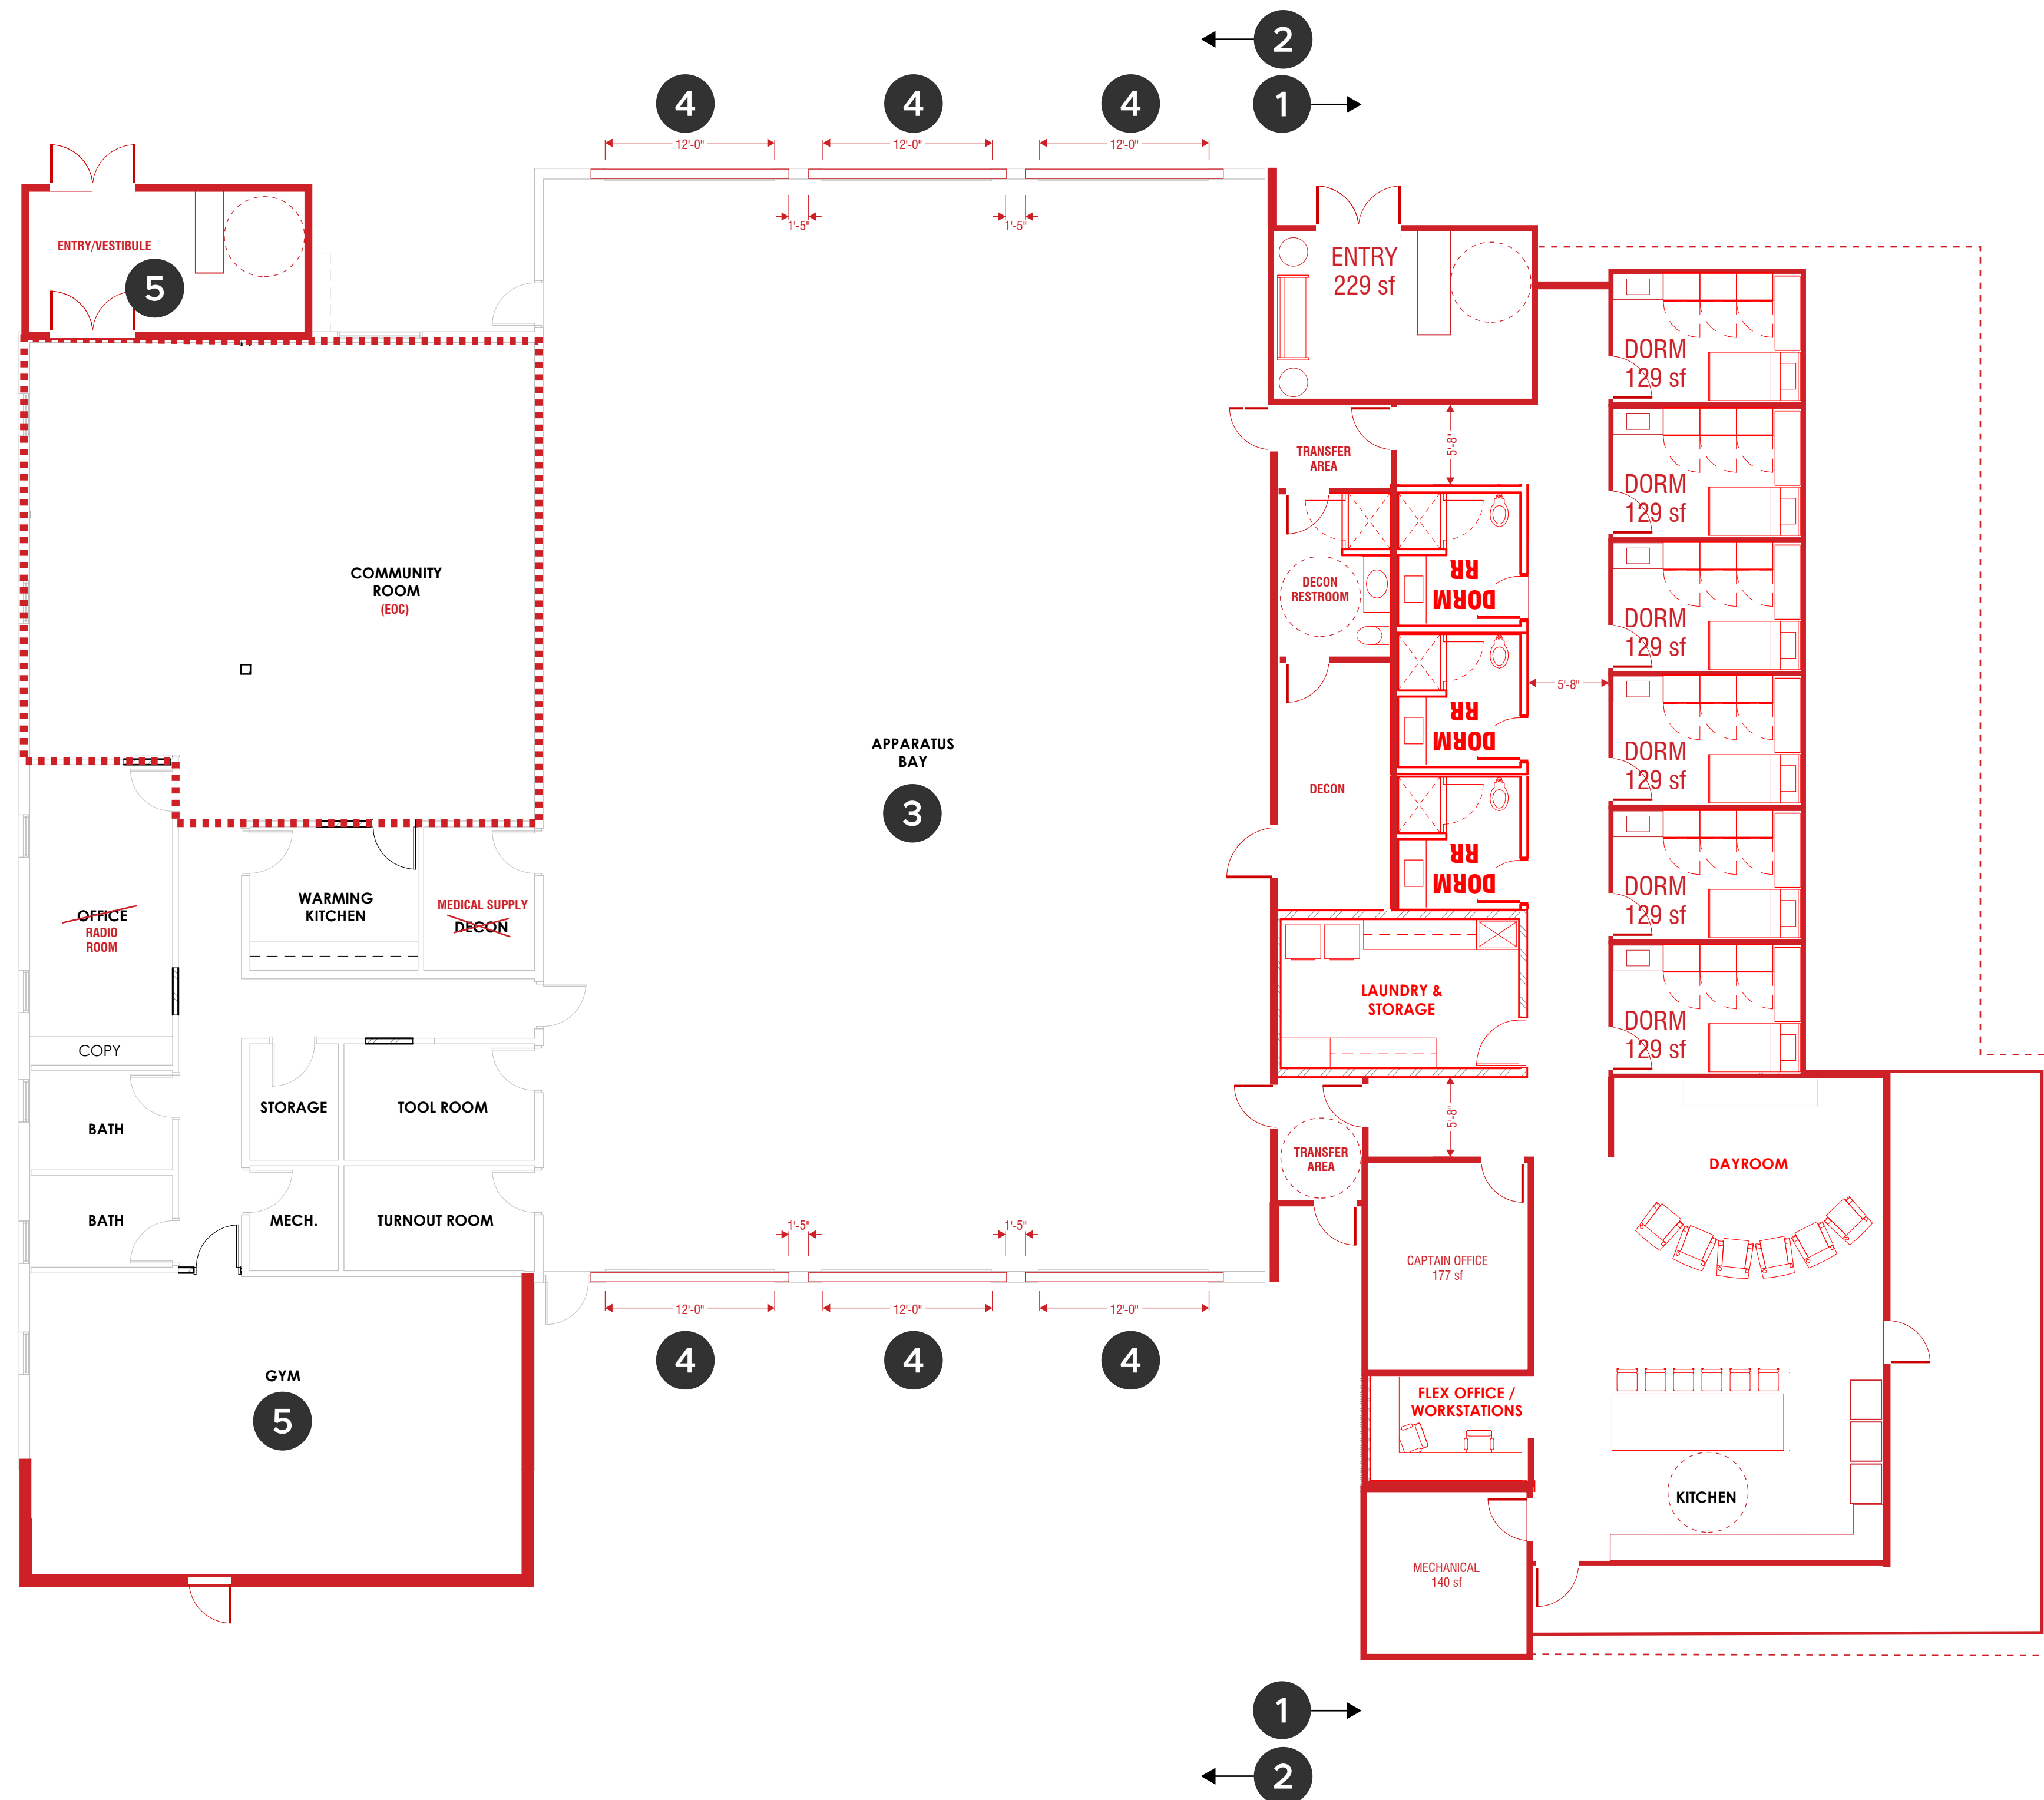 2
1
4
4
4
12'-0"
12'-0"
12'-0"
1'-5"
1'-5"
ENTRY/VESTIBULE
5
ENTRY
229 sf
DORM
129 sf
TRANSFER
AREA
5'-8"
DORM
129 sf
COMMUNITY
ROOM
(EOC)
DECON
RESTROOM
DORM
RR
DORM
129 sf
5'-8"
DORM
RR
APPARATUS
BAY
3
DORM
129 sf
DECON
DORM
RR
WARMING
KITCHEN
MEDICAL SUPPLY
DECON
OFFICE
RADIO
ROOM
DORM
129 sf
LAUNDRY &
STORAGE
DORM
129 sf
COPY
STORAGE
TOOL ROOM
BATH
5'-8"
TRANSFER
AREA
DAYROOM
BATH
MECH.
TURNOUT ROOM
1'-5"
1'-5"
CAPTAIN OFFICE
177 sf
12'-0"
12'-0"
12'-0"
4
4
4
GYM
5
FLEX OFFICE /
WORKSTATIONS
KITCHEN
MECHANICAL
140 sf
1
2